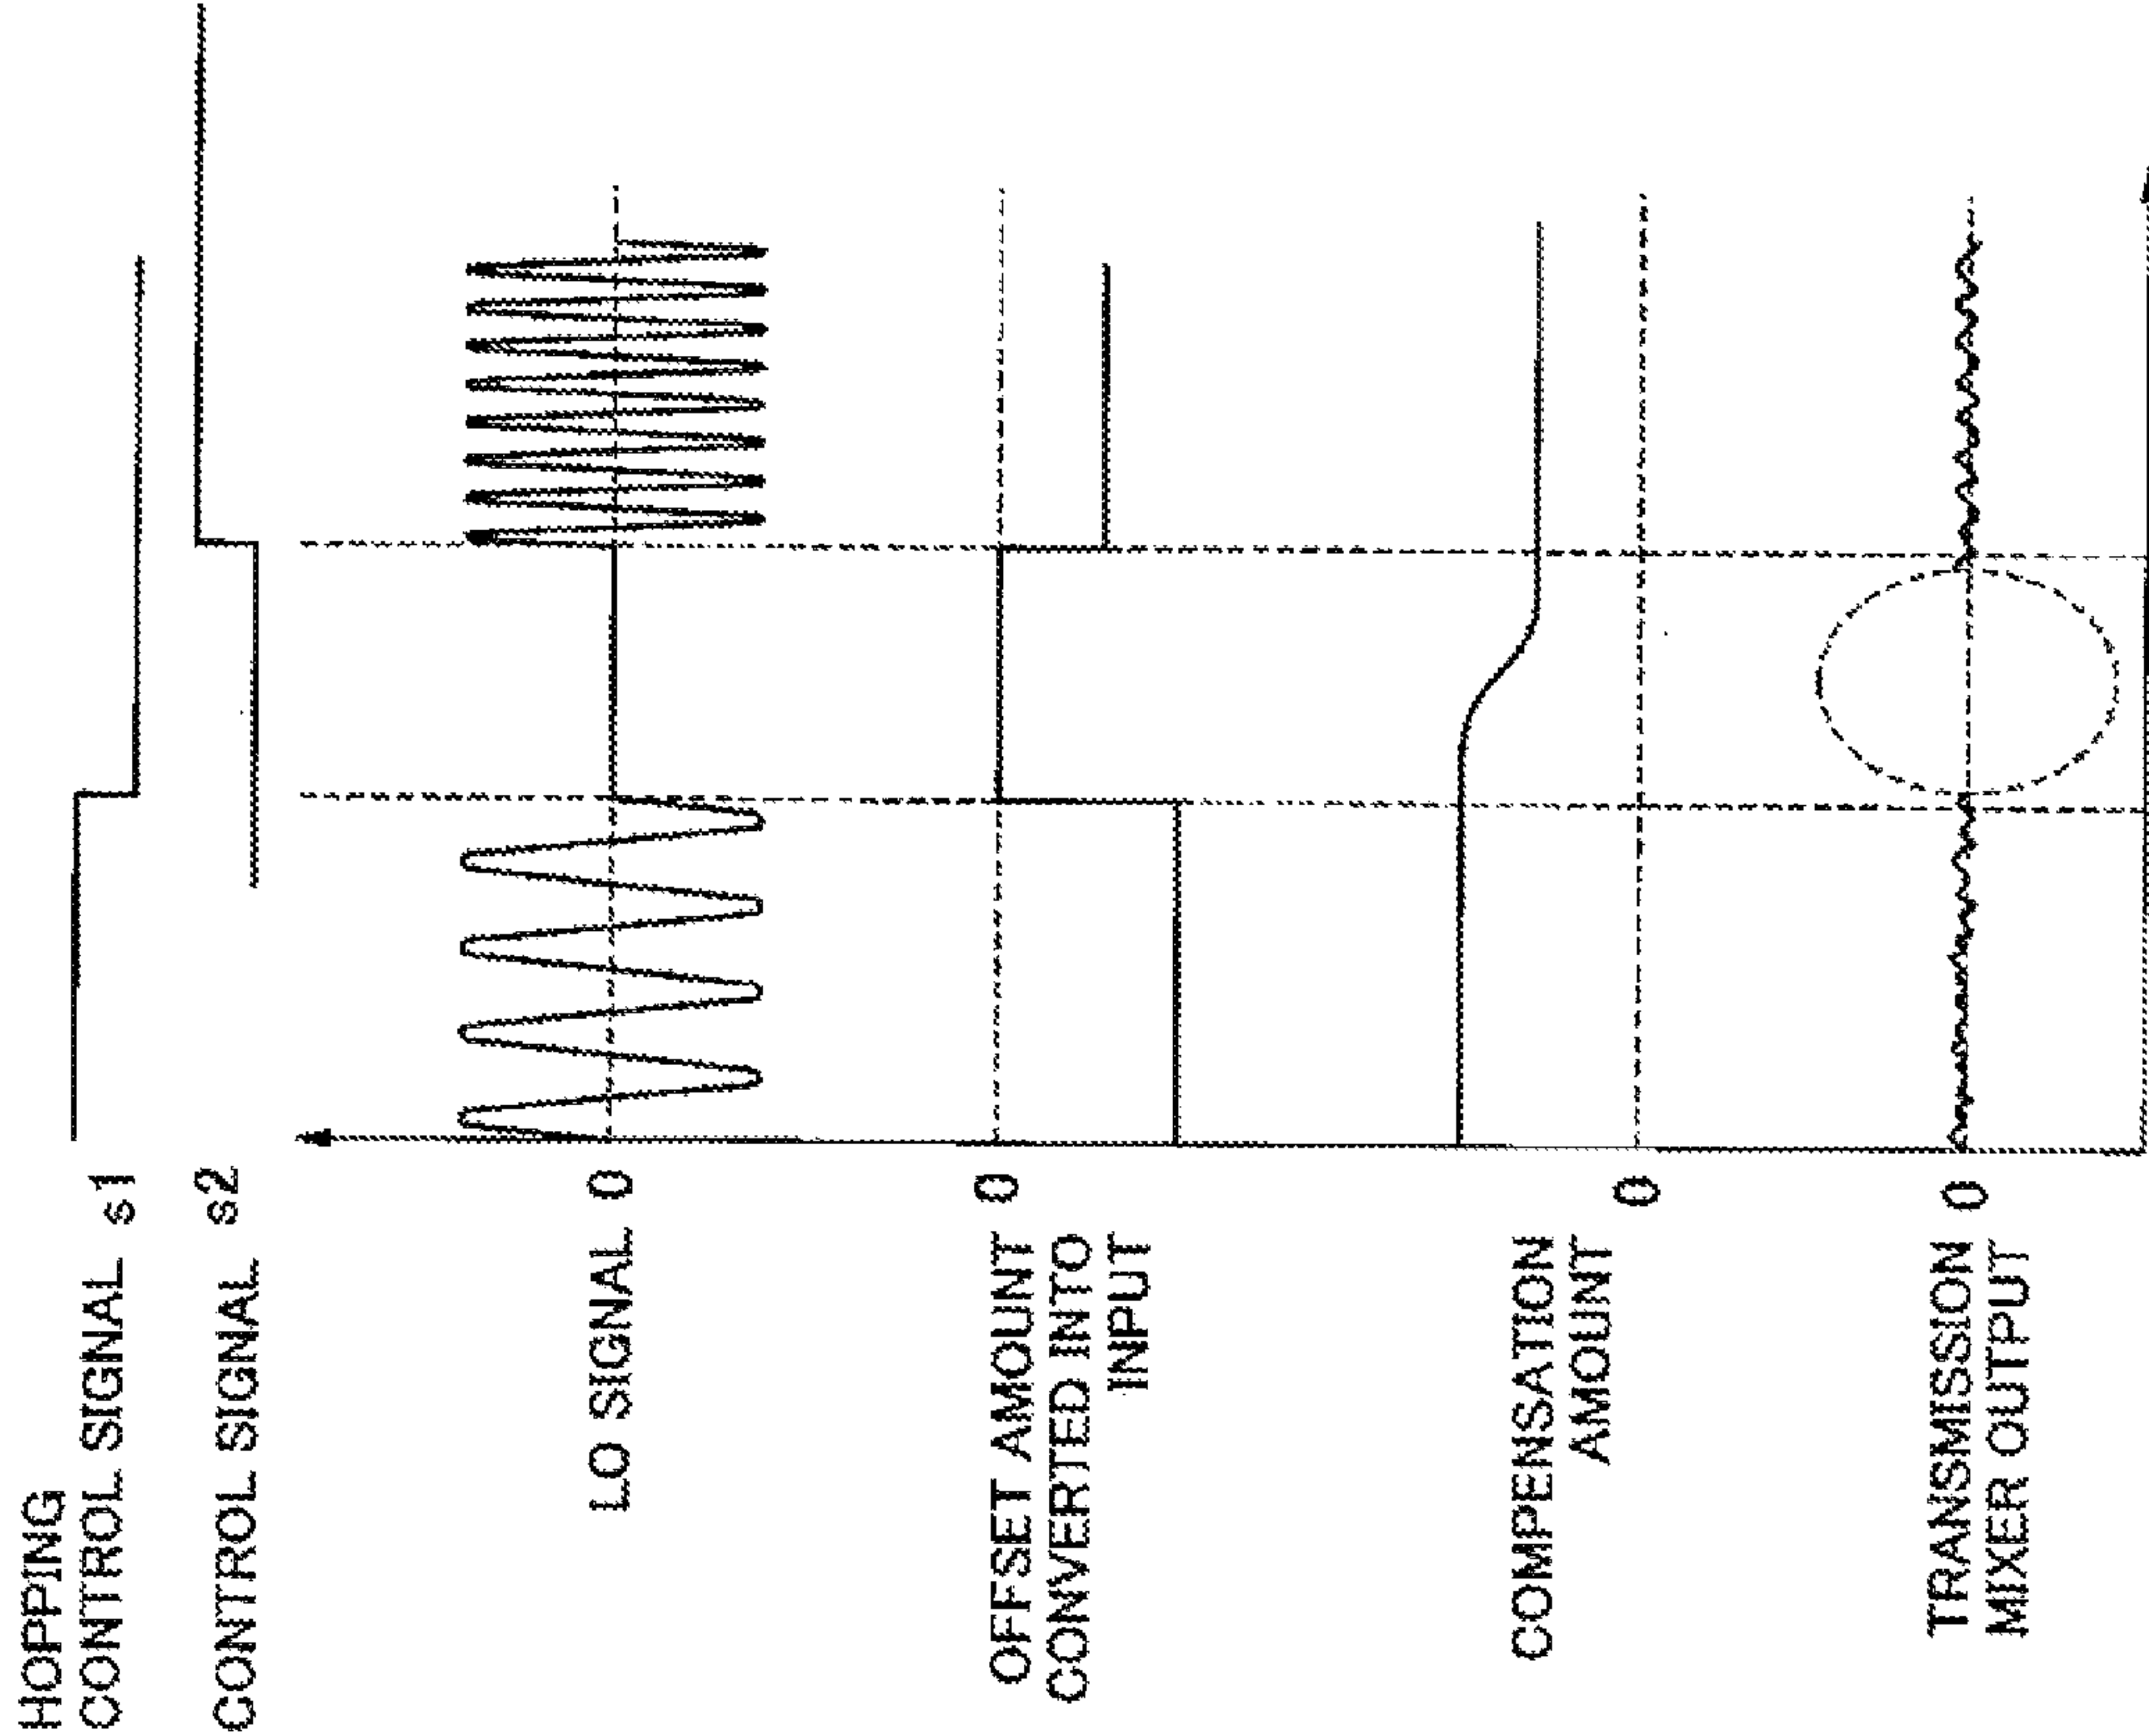 HOPPING
CONTROL SIGNAL s1
CONTROL SIGNAL s2
LO SIGNAL 0
OFFSET AMOUNT 0
CONVERTED INTO
INPUT
COMPENSATION
AMOUNT
0
TRANSMISSION 0
MIXER OUTPUT